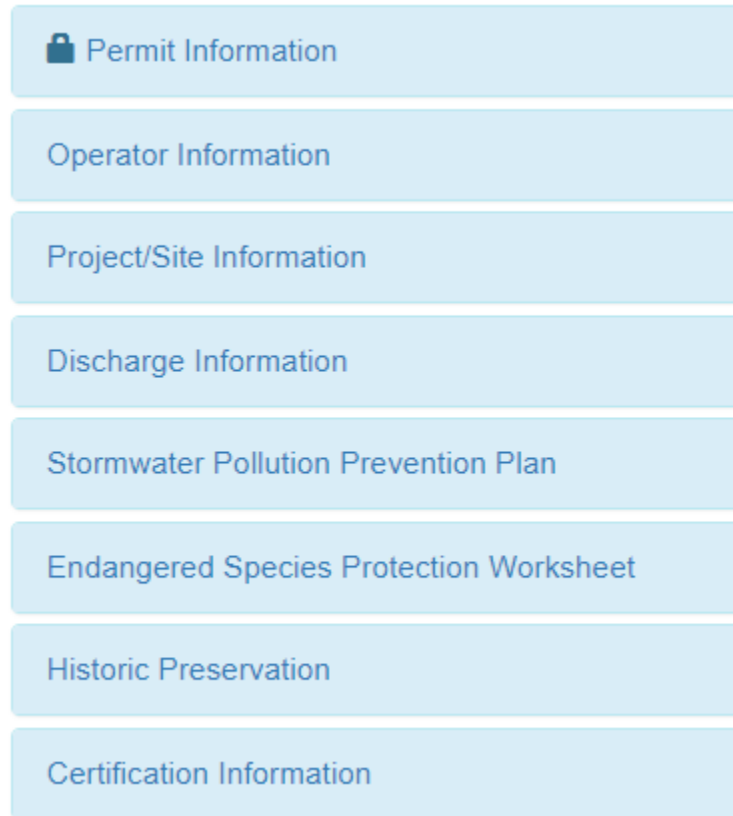 Permit Information
Operator Information
Project/Site Information
Discharge Information
Stormwater Pollution Prevention Plan
Endangered Species Protection Worksheet
Historic Preservation
Certification Information